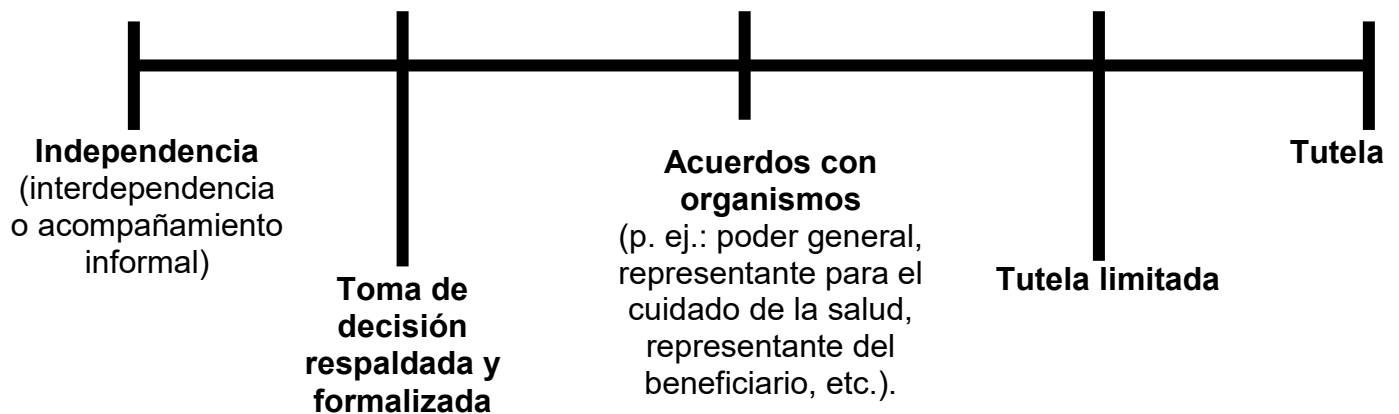 Independencia
(interdependencia
o acompañamiento
informal)
Toma de
decisión
respaldada y
formalizada
Acuerdos con
organismos
(p. ej.: poder general,
representante para el
cuidado de la salud,
representante del
beneficiario, etc.).
Tutela limitada
Tutela